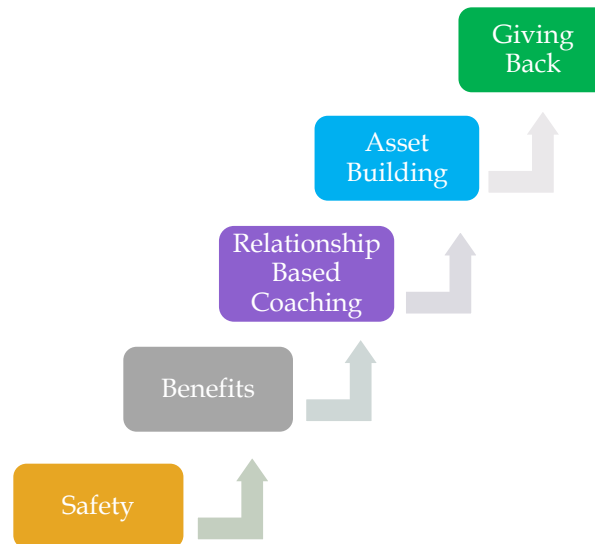 Giving
Back
Asset
Building
Relationship
Based
Coaching
Benefits
Safety